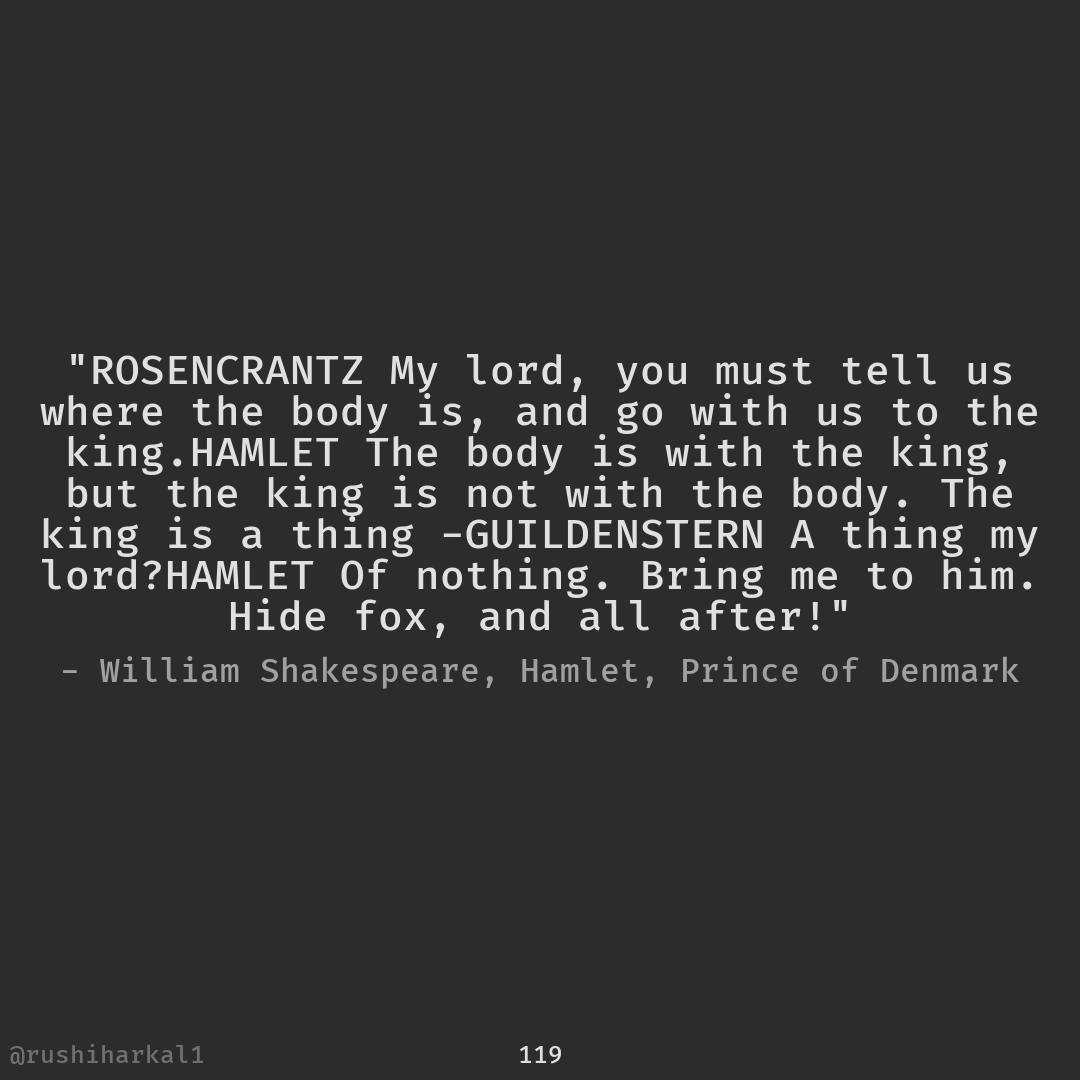 "ROSENCRANTZ My lord, you must tell us
where the body is, and go with us to the
king.HAMLET The body is with the king,
but the king is not with the body. The
king is a thing -GUILDENSTERN A thing my
lord?HAMLET Of nothing. Bring me to him.
Hide fox, and all after!"
- William Shakespeare, Hamlet, Prince of Denmark
@rushiharkal1
119